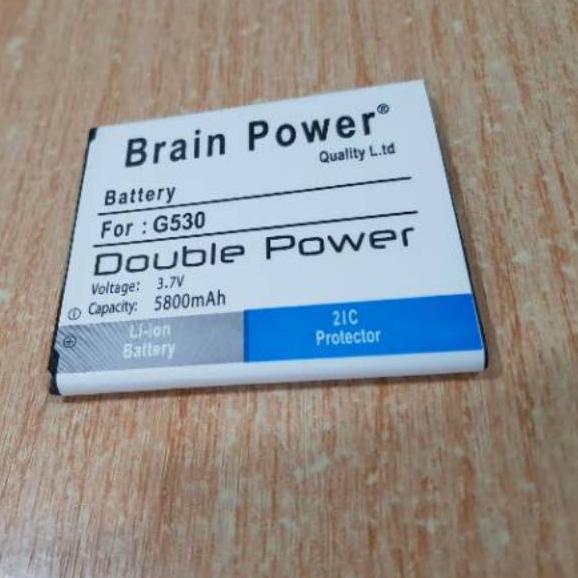 Brain Power®
Quality L.td
Battery
For : G530
Double Power
Voltage: 3.7V
Capacity: 5800mAh
Li-ion
Battery
2IC
Protector